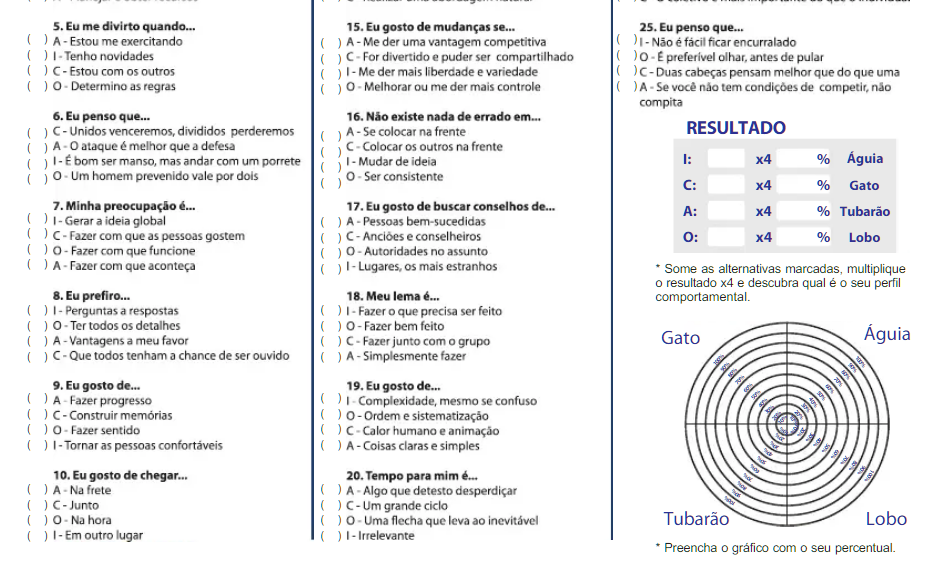 5. Eu me divirto quando...
( ) A - Estou me exercitando
( ) I - Tenho novidades
( ) C - Estou com os outros
( ) O - Determino as regras
6. Eu penso que...
( ) C - Unidos venceremos, divididos perderemos
( ) A - O ataque é melhor que a defesa
( ) I - É bom ser manso, mas andar com um porrete
( ) O - Um homem prevenido vale por dois
7. Minha preocupação é...
( ) I - Gerar a ideia global
( ) C - Fazer com que as pessoas gostem
( ) O - Fazer com que funcione
( ) A - Fazer com que aconteça
8. Eu prefiro...
( ) I - Perguntas a respostas
( ) O - Ter todos os detalhes
( ) A - Vantagens a meu favor
( ) C - Que todos tenham a chance de ser ouvido
9. Eu gosto de...
( ) A - Fazer progresso
( ) C - Construir memórias
( ) O - Fazer sentido
( ) I - Tornar as pessoas confortáveis
10. Eu gosto de chegar...
( ) A - Na frete
( ) C - Junto
( ) O - Na hora
( ) I - Em outro lugar
15. Eu gosto de mudanças se...
( ) A - Me der uma vantagem competitiva
( ) C - For divertido e puder ser compartilhado
( ) I - Me der mais liberdade e variedade
( ) O - Melhorar ou me der mais controle
16. Não existe nada de errado em...
( ) A - Se colocar na frente
( ) C - Colocar os outros na frente
( ) I - Mudar de ideia
( ) O - Ser consistente
17. Eu gosto de buscar conselhos de...
( ) A - Pessoas bem-sucedidas
( ) C - Anciões e conselheiros
( ) O - Autoridades no assunto
( ) I - Lugares, os mais estranhos
18. Meu lema é...
( ) I - Fazer o que precisa ser feito
( ) O - Fazer bem feito
( ) C - Fazer junto com o grupo
( ) A - Simplesmente fazer
19. Eu gosto de...
( ) I - Complexidade, mesmo se confuso
( ) O - Ordem e sistematização
( ) C - Calor humano e animação
( ) A - Coisas claras e simples
20. Tempo para mim é...
( ) A - Algo que detesto desperdiçar
( ) C - Um grande ciclo
( ) O - Uma flecha que leva ao inevitável
( ) I - Irrelevante
25. Eu penso que...
( ) I - Não é fácil ficar encurralado
( ) O - É preferível olhar, antes de pular
( ) C - Duas cabeças pensam melhor que do que uma
( ) A - Se você não tem condições de competir, não
compita
RESULTADO
I: x4 % Águia
C: x4 % Gato
A: x4 % Tubarão
O: x4 % Lobo
* Some as alternativas marcadas, multiplique
o resultado x4 e descubra qual é o seu perfil
comportamental.
Gato Águia
Tubarão Lobo
* Preencha o gráfico com o seu percentual.